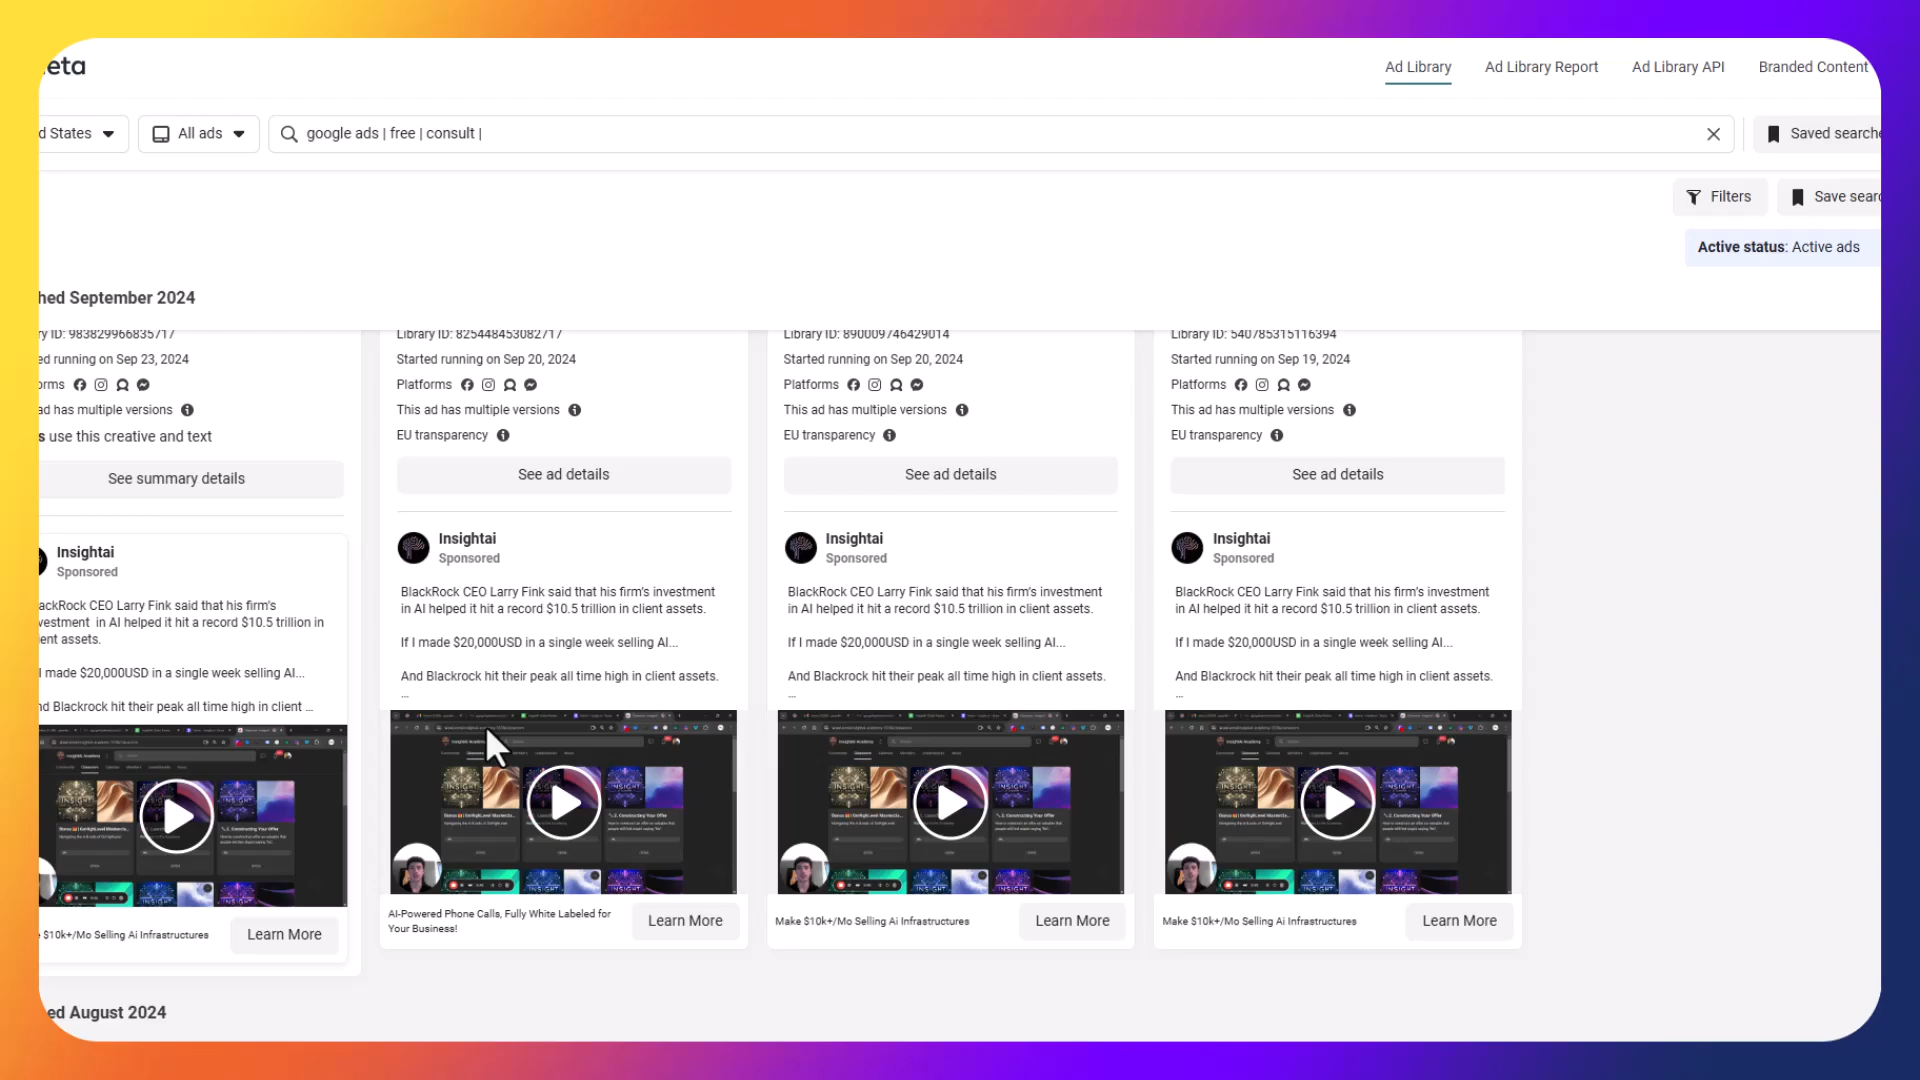 eta
Ad Library
Ad Library Report
Ad Library API
Branded Content
d States
All ads
google ads | free | consult |
Saved searche
Filters
Save sear
Active status: Active ads
hed September 2024
ry ID: 983829966835717
ed running on Sep 23, 2024
orms
ad has multiple versions
s use this creative and text
See summary details
Insightai
Sponsored
ackRock CEO Larry Fink said that his firm's
vestment in AI helped it hit a record $10.5 trillion in
ient assets.
I made $20,000USD in a single week selling AI...
nd Blackrock hit their peak all time high in client ...
$10k+/Mo Selling Ai Infrastructures
Learn More
Library ID: 825448453082717
Started running on Sep 20, 2024
Platforms
This ad has multiple versions
EU transparency
See ad details
Insightai
Sponsored
BlackRock CEO Larry Fink said that his firm's investment
in AI helped it hit a record $10.5 trillion in client assets.
If I made $20,000USD in a single week selling AI...
And Blackrock hit their peak all time high in client assets.
...
AI-Powered Phone Calls, Fully White Labeled for
Your Business!
Learn More
Library ID: 890009746429014
Started running on Sep 20, 2024
Platforms
This ad has multiple versions
EU transparency
See ad details
Insightai
Sponsored
BlackRock CEO Larry Fink said that his firm's investment
in AI helped it hit a record $10.5 trillion in client assets.
If I made $20,000USD in a single week selling AI...
And Blackrock hit their peak all time high in client assets.
...
Make $10k+/Mo Selling Ai Infrastructures
Learn More
Library ID: 540785315116394
Started running on Sep 19, 2024
Platforms
This ad has multiple versions
EU transparency
See ad details
Insightai
Sponsored
BlackRock CEO Larry Fink said that his firm's investment
in AI helped it hit a record $10.5 trillion in client assets.
If I made $20,000USD in a single week selling AI...
And Blackrock hit their peak all time high in client assets.
...
Make $10k+/Mo Selling Ai Infrastructures
Learn More
ed August 2024